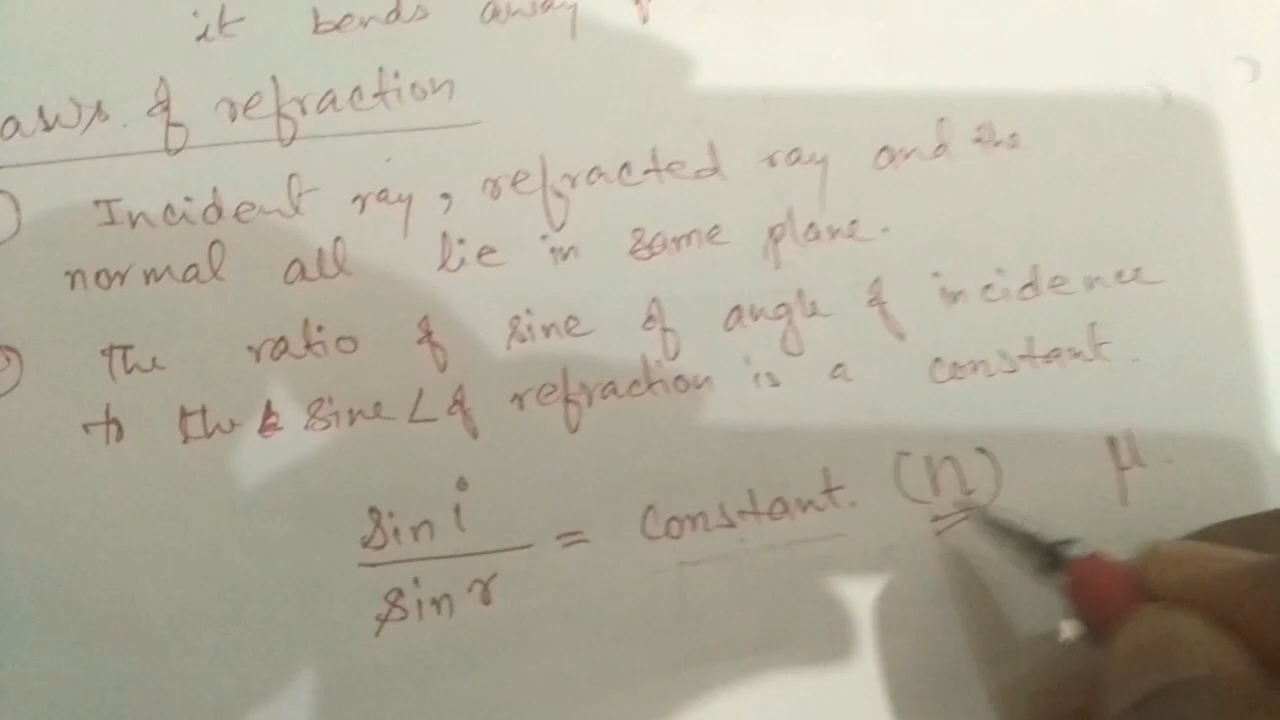 it bends away
aws of refraction
Incident ray, refracted ray and the
normal all lie in same plane.
The ratio of sine of angle of incidence
to the sine ∠ of refraction is a constant.
sin i / sin r = Constant. (n) μ.